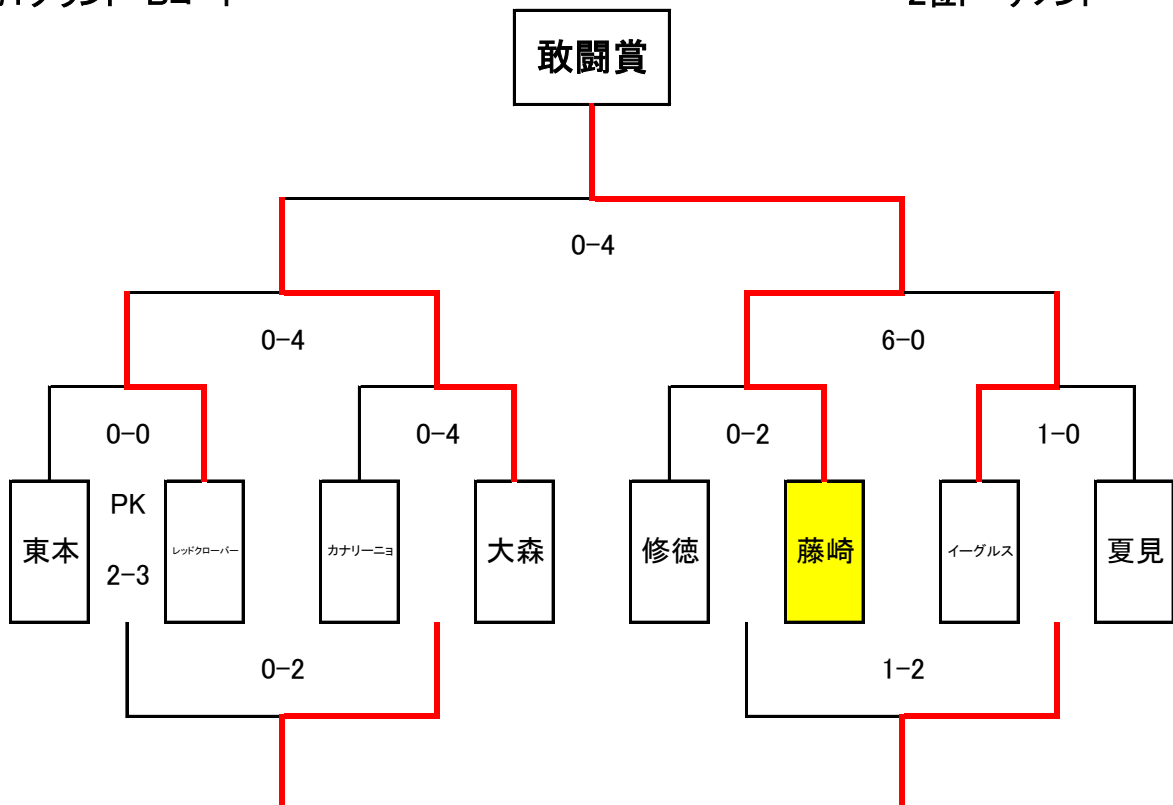 敢闘賞
0-4
0-4
6-0
0-0
0-4
0-2
1-0
PK
2-3
東本
レッドクローバー
カナリーニョ
大森
修徳
藤崎
イーグルス
夏見
0-2
1-2